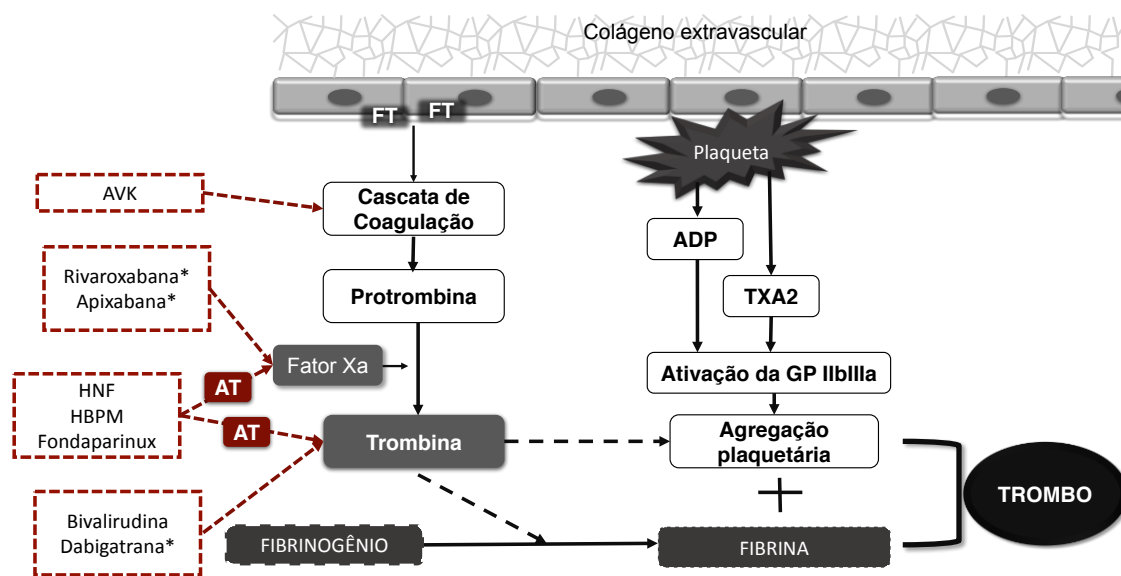 Colágeno extravascular
FT
FT
Plaqueta
AVK
Cascata de
Coagulação
ADP
Rivaroxabana*
Apixabana*
Protrombina
TXA2
Fator Xa
Ativação da GP IIbIIIa
AT
HNF
HBPM
Fondaparinux
AT
Trombina
Agregação
plaquetária
TROMBO
Bivalirudina
Dabigatrana*
FIBRINOGÊNIO
FIBRINA